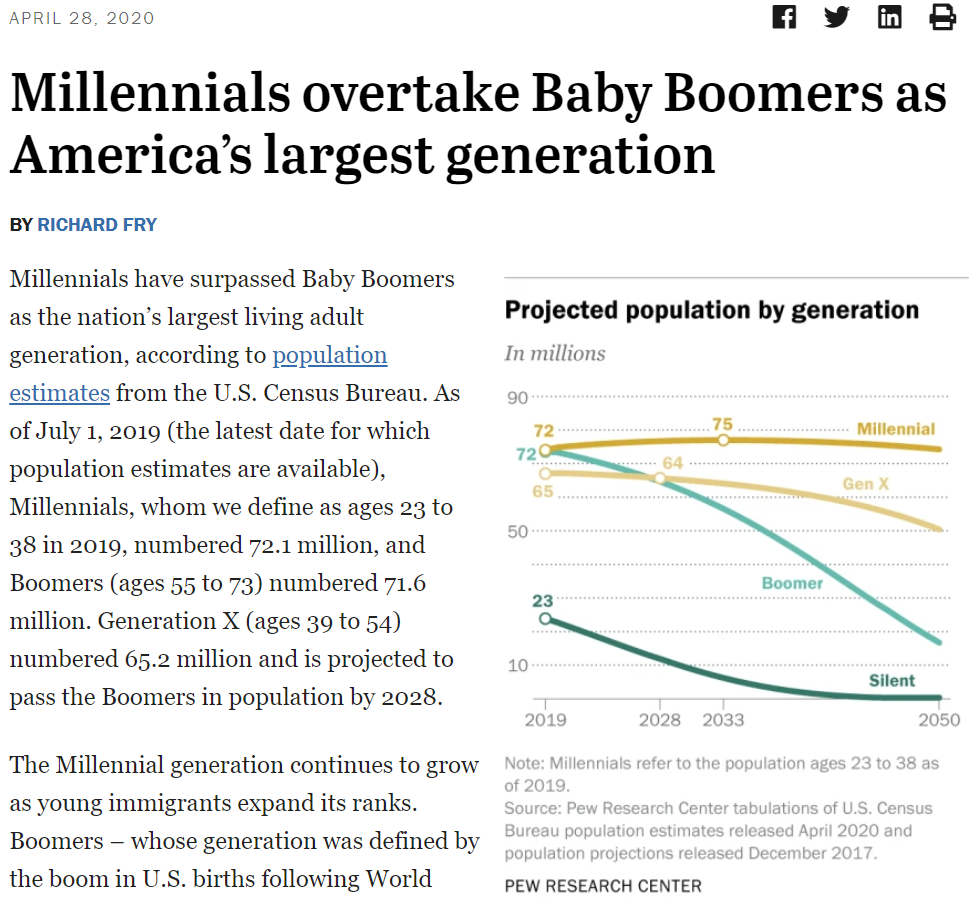 APRIL 28, 2020
Millennials overtake Baby Boomers as
America’s largest generation
BY RICHARD FRY
Millennials have surpassed Baby Boomers
as the nation’s largest living adult
generation, according to population
estimates from the U.S. Census Bureau. As
of July 1, 2019 (the latest date for which
population estimates are available),
Millennials, whom we define as ages 23 to
38 in 2019, numbered 72.1 million, and
Boomers (ages 55 to 73) numbered 71.6
million. Generation X (ages 39 to 54)
numbered 65.2 million and is projected to
pass the Boomers in population by 2028.
The Millennial generation continues to grow
as young immigrants expand its ranks.
Boomers – whose generation was defined by
the boom in U.S. births following World
Projected population by generation
In millions
90
72
75
Millennial
72
64
65
Gen X
50
Boomer
23
10
Silent
2019
2028
2033
2050
Note: Millennials refer to the population ages 23 to 38 as
of 2019.
Source: Pew Research Center tabulations of U.S. Census
Bureau population estimates released April 2020 and
population projections released December 2017.
PEW RESEARCH CENTER